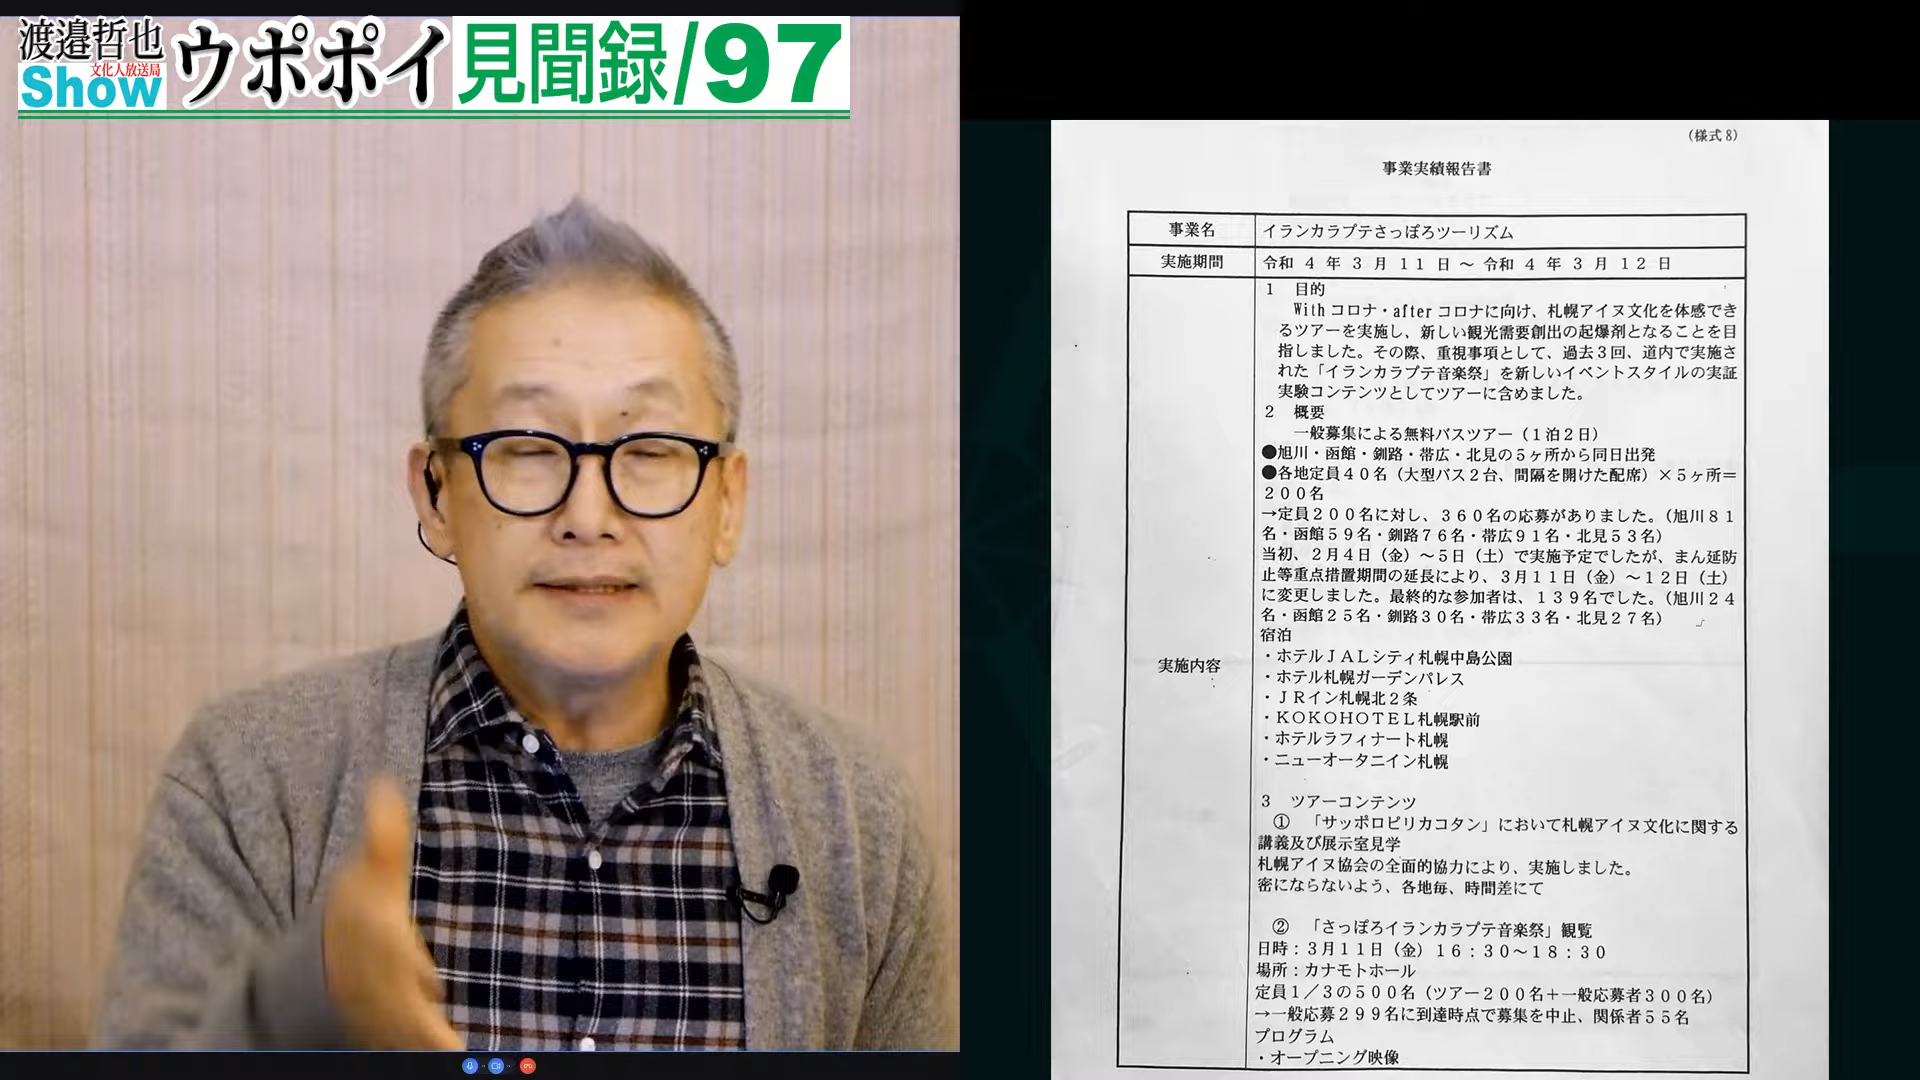 渡邉哲也
文化人放送局
Show
ウポポイ見聞録/97
（様式8）
事業実績報告書
事業名
イランカラプテさっぽろツーリズム
実施期間
令和 4 年 3 月 11 日 ～ 令和 4 年 3 月 12 日
実施内容
1　目的
Withコロナ・afterコロナに向け、札幌アイヌ文化を体感でき
るツアーを実施し、新しい観光需要創出の起爆剤となることを目
指しました。その際、重視事項として、過去3回、道内で実施さ
れた「イランカラプテ音楽祭」を新しいイベントスタイルの実証
実験コンテンツとしてツアーに含めました。
2　概要
一般募集による無料バスツアー（1泊2日）
●旭川・函館・釧路・帯広・北見の5ヶ所から同日出発
●各地定員40名（大型バス2台、間隔を開けた配席）×5ヶ所＝
200名
→定員200名に対し、360名の応募がありました。（旭川81
名・函館59名・釧路76名・帯広91名・北見53名）
当初、2月4日（金）～5日（土）で実施予定でしたが、まん延防
止等重点措置期間の延長により、3月11日（金）～12日（土）
に変更しました。最終的な参加者は、139名でした。（旭川24
名・函館25名・釧路30名・帯広33名・北見27名）
宿泊
・ホテルJALシティ札幌中島公園
・ホテル札幌ガーデンパレス
・JRイン札幌北2条
・KOKOHOTEL札幌駅前
・ホテルラフィナート札幌
・ニューオータニイン札幌
3　ツアーコンテンツ
①　「サッポロピリカコタン」において札幌アイヌ文化に関する
講義及び展示室見学
札幌アイヌ協会の全面的協力により、実施しました。
密にならないよう、各地毎、時間差にて
②　「さっぽろイランカラプテ音楽祭」観覧
日時：3月11日（金）16：30～18：30
場所：カナモトホール
定員1／3の500名（ツアー200名＋一般応募者300名）
→一般応募299名に到達時点で募集を中止、関係者55名
プログラム
・オープニング映像